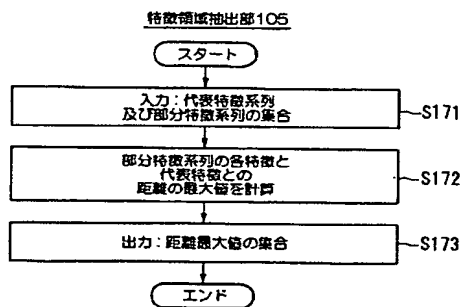 特徴領域抽出部105
スタート
入力：代表特徴系列
及び部分特徴系列の集合
S171
部分特徴系列の各特徴と
代表特徴との
距離の最大値を計算
S172
出力：距離最大値の集合
S173
エンド